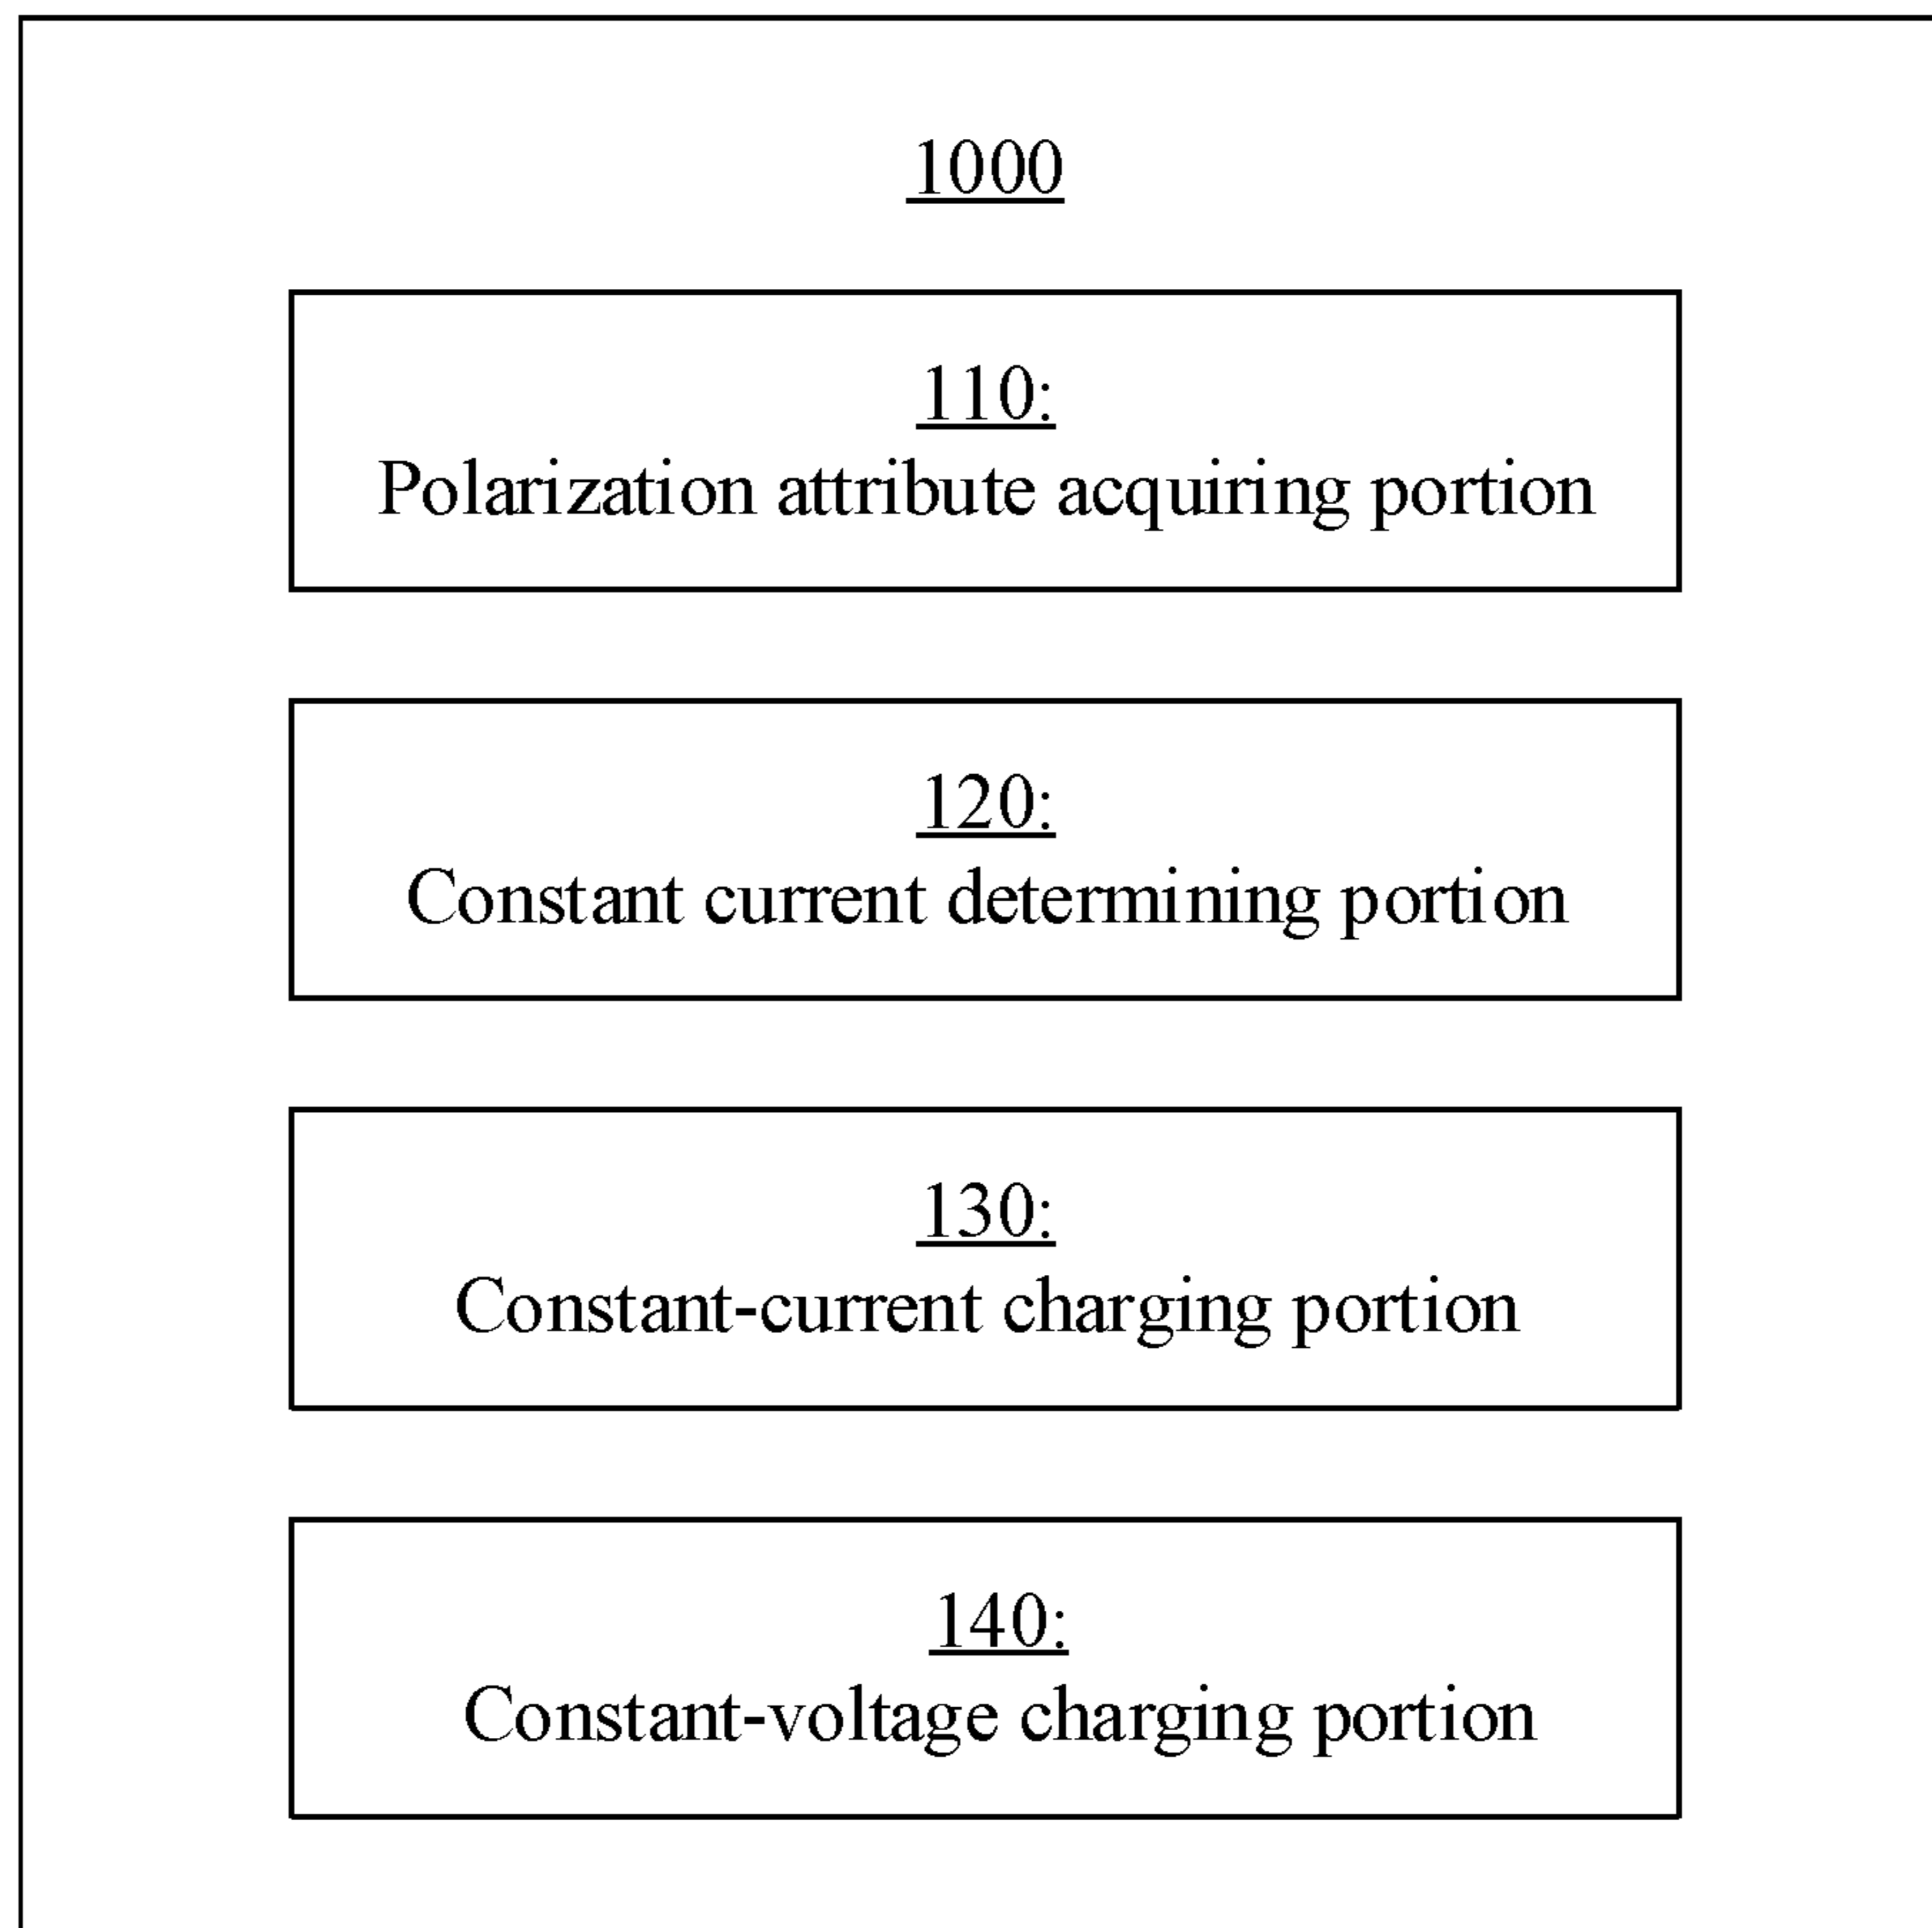 1000
110:
Polarization attribute acquiring portion
120:
Constant current determining portion
130:
Constant-current charging portion
140:
Constant-voltage charging portion